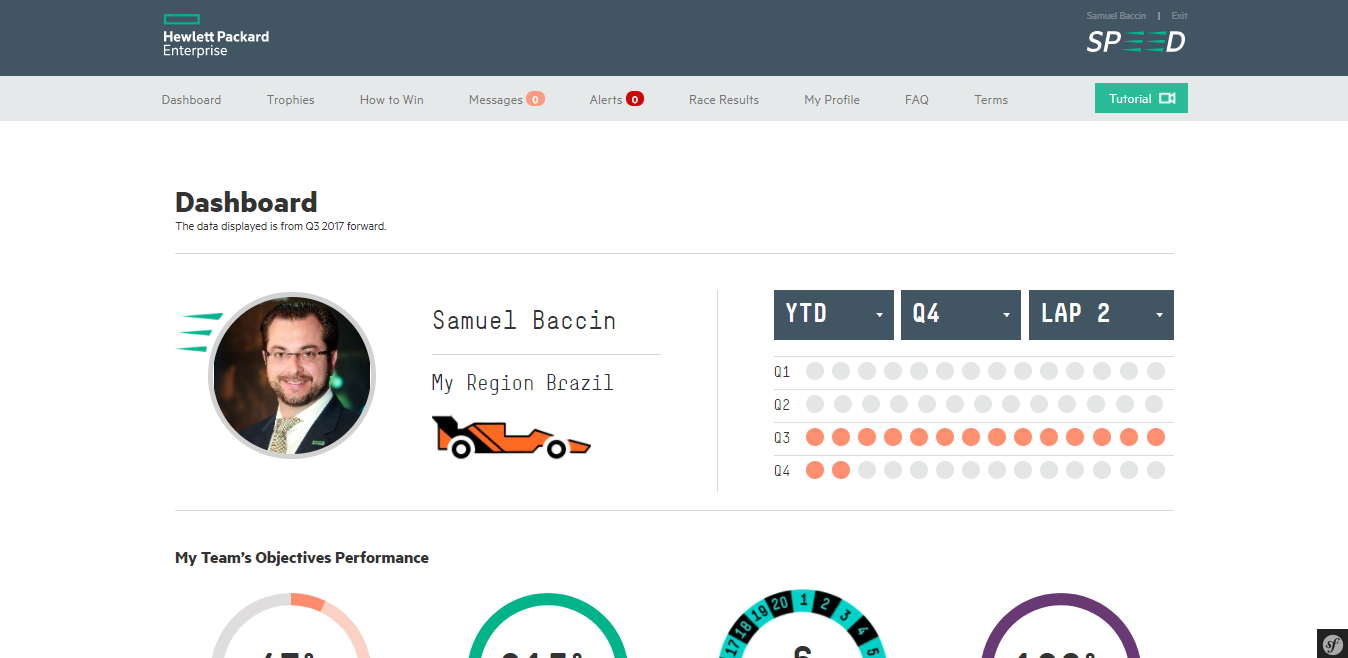 Hewlett Packard
Enterprise
Samuel Baccin | Exit
SPEED
Dashboard Trophies How to Win Messages 0 Alerts 0 Race Results My Profile FAQ Terms Tutorial
Dashboard
The data displayed is from Q3 2017 forward.
Samuel Baccin
My Region Brazil
YTD Q4 LAP 2
Q1
Q2
Q3
Q4
My Team's Objectives Performance
17 18 19 20 1 2 3 4 5
6
sf